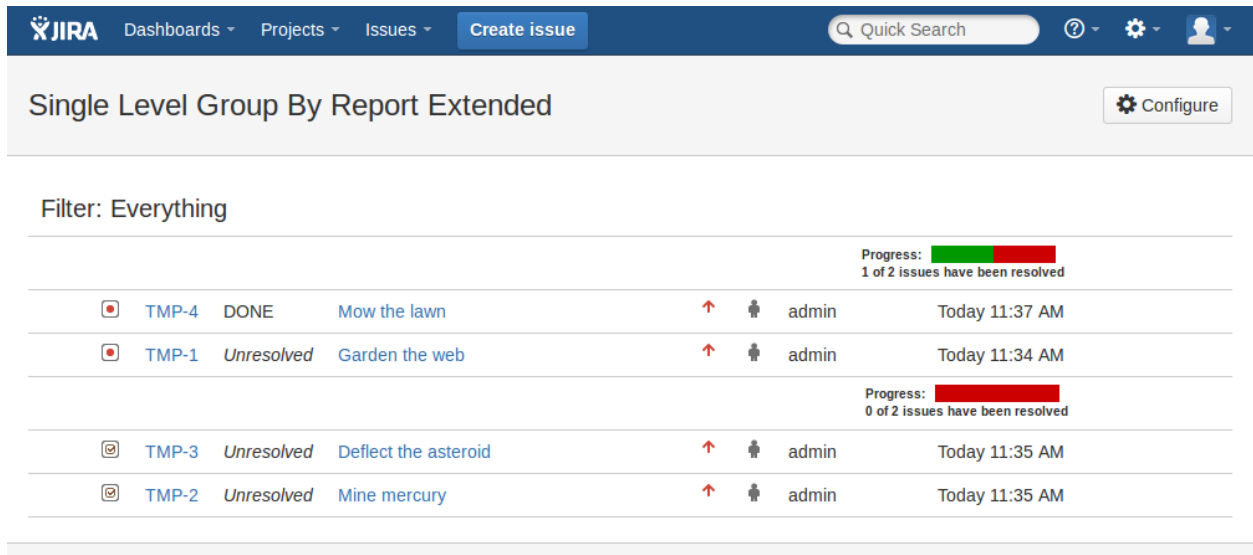 JIRA Dashboards Projects Issues Create issue Quick Search
Single Level Group By Report Extended Configure
Filter: Everything
Progress:
1 of 2 issues have been resolved
TMP-4 DONE Mow the lawn admin Today 11:37 AM
TMP-1 Unresolved Garden the web admin Today 11:34 AM
Progress:
0 of 2 issues have been resolved
TMP-3 Unresolved Deflect the asteroid admin Today 11:35 AM
TMP-2 Unresolved Mine mercury admin Today 11:35 AM